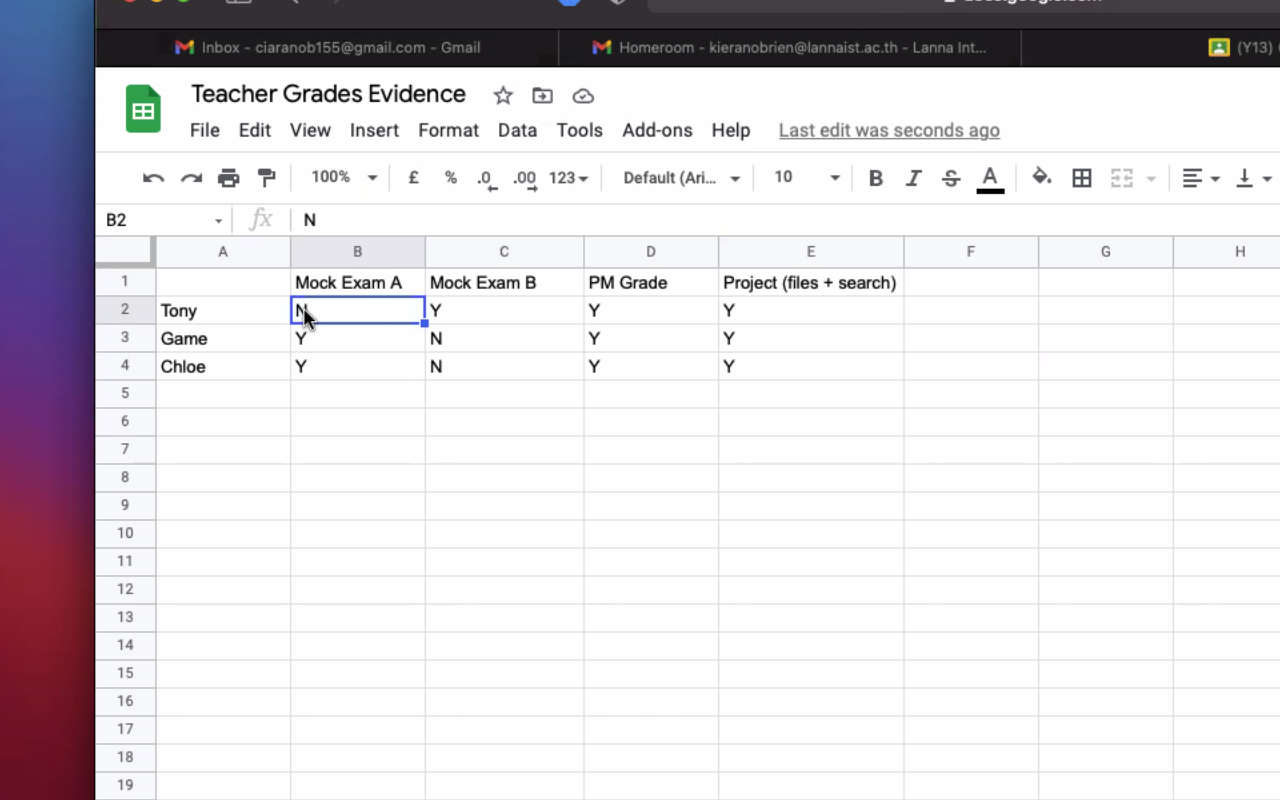 Inbox - ciaranob155@gmail.com - Gmail
Homeroom - kieranobrien@lannaist.ac.th - Lanna Int...
(Y13)
Teacher Grades Evidence
File Edit View Insert Format Data Tools Add-ons Help Last edit was seconds ago
100% £ % .0 .00 123 Default (Ari... 10 B I S A
B2 fx N
A B C D E F G H
1 Mock Exam A Mock Exam B PM Grade Project (files + search)
2 Tony N Y Y Y
3 Game Y N Y Y
4 Chloe Y N Y Y
5
6
7
8
9
10
11
12
13
14
15
16
17
18
19